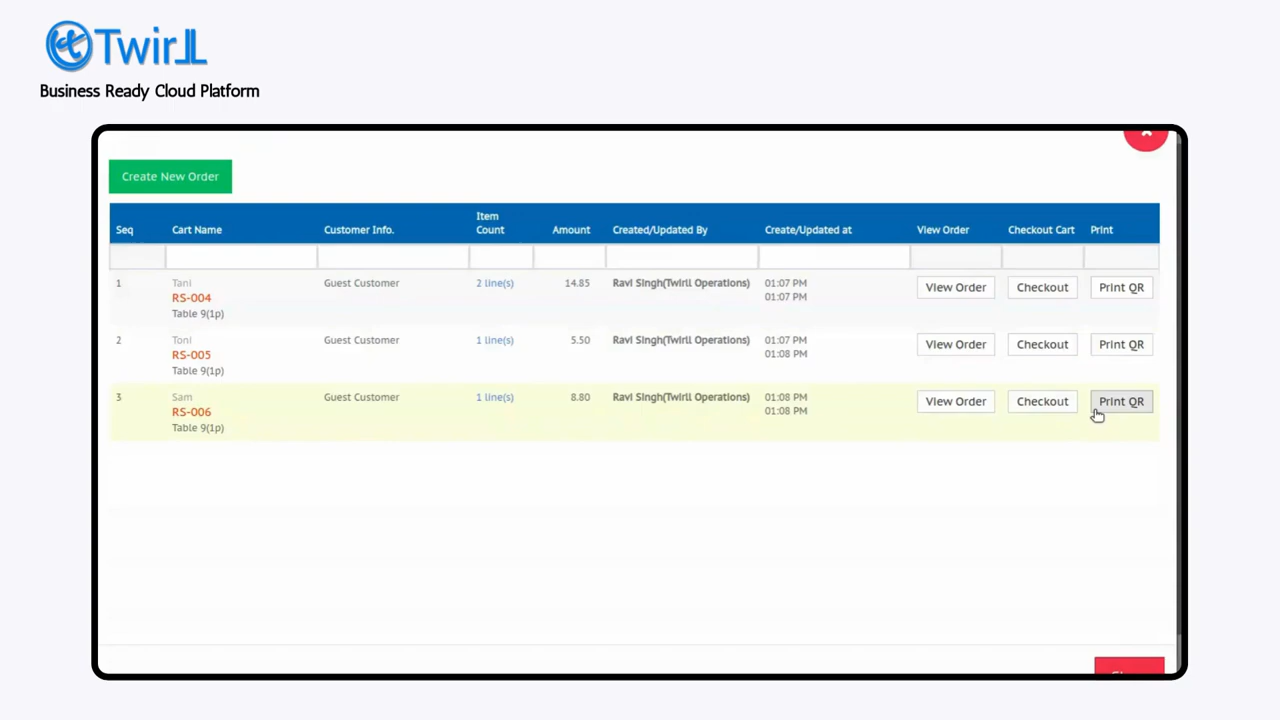 TwirLL
Business Ready Cloud Platform
Create New Order
Seq Cart Name Customer Info. Item Count Amount Created/Updated By Create/Updated at View Order Checkout Cart Print
1 Tani Guest Customer 2 line(s) 14.85 Ravi Singh(Twirll Operations) 01:07 PM View Order Checkout Print QR
RS-004 01:07 PM
Table 9(1p)
2 Toni Guest Customer 1 line(s) 5.50 Ravi Singh(Twirll Operations) 01:07 PM View Order Checkout Print QR
RS-005 01:08 PM
Table 9(1p)
3 Sam Guest Customer 1 line(s) 8.80 Ravi Singh(Twirll Operations) 01:08 PM View Order Checkout Print QR
RS-006 01:08 PM
Table 9(1p)